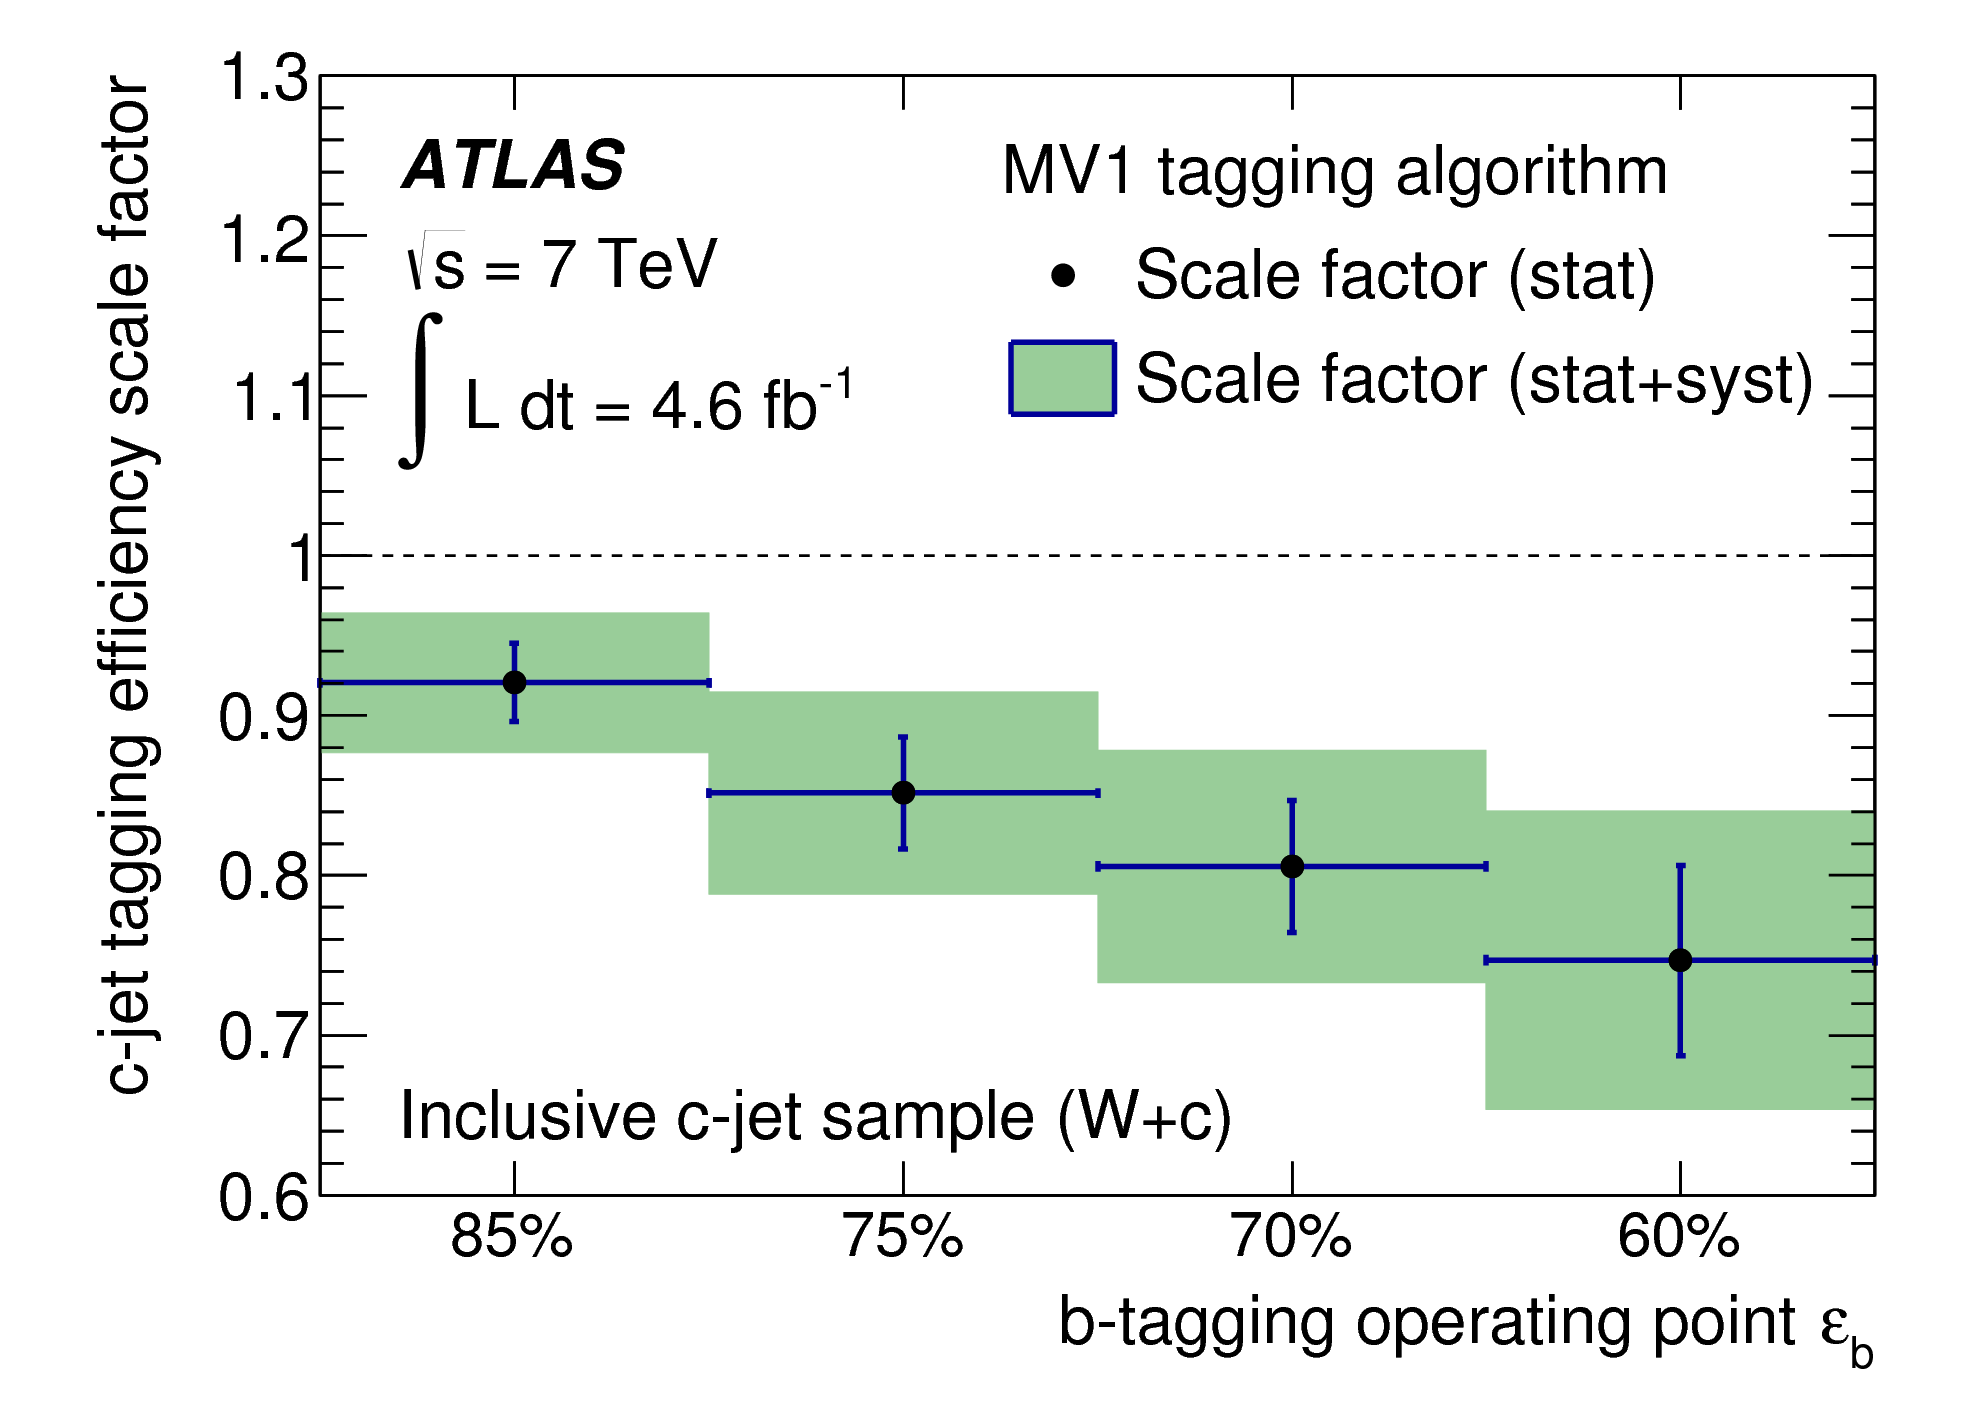 c-jet tagging efficiency scale factor
1.3
1.2
1.1
1
0.9
0.8
0.7
0.6
ATLAS
√s = 7 TeV
∫ L dt = 4.6 fb⁻¹
MV1 tagging algorithm
Scale factor (stat)
Scale factor (stat+syst)
Inclusive c-jet sample (W+c)
85% 75% 70% 60%
b-tagging operating point ε_b